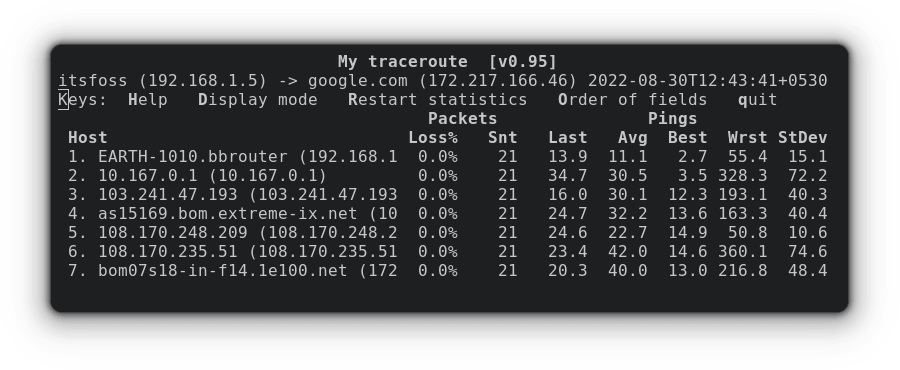 My traceroute  [v0.95]
itsfoss (192.168.1.5) -> google.com (172.217.166.46) 2022-08-30T12:43:41+0530
Keys:  Help   Display mode   Restart statistics   Order of fields   quit
                                     Packets               Pings
 Host                              Loss%   Snt   Last   Avg  Best  Wrst StDev
 1. EARTH-1010.bbrouter (192.168.1  0.0%    21   13.9  11.1   2.7  55.4  15.1
 2. 10.167.0.1 (10.167.0.1)         0.0%    21   34.7  30.5   3.5 328.3  72.2
 3. 103.241.47.193 (103.241.47.193  0.0%    21   16.0  30.1  12.3 193.1  40.3
 4. as15169.bom.extreme-ix.net (10  0.0%    21   24.7  32.2  13.6 163.3  40.4
 5. 108.170.248.209 (108.170.248.2  0.0%    21   24.6  22.7  14.9  50.8  10.6
 6. 108.170.235.51 (108.170.235.51  0.0%    21   23.4  42.0  14.6 360.1  74.6
 7. bom07s18-in-f14.1e100.net (172  0.0%    21   20.3  40.0  13.0 216.8  48.4